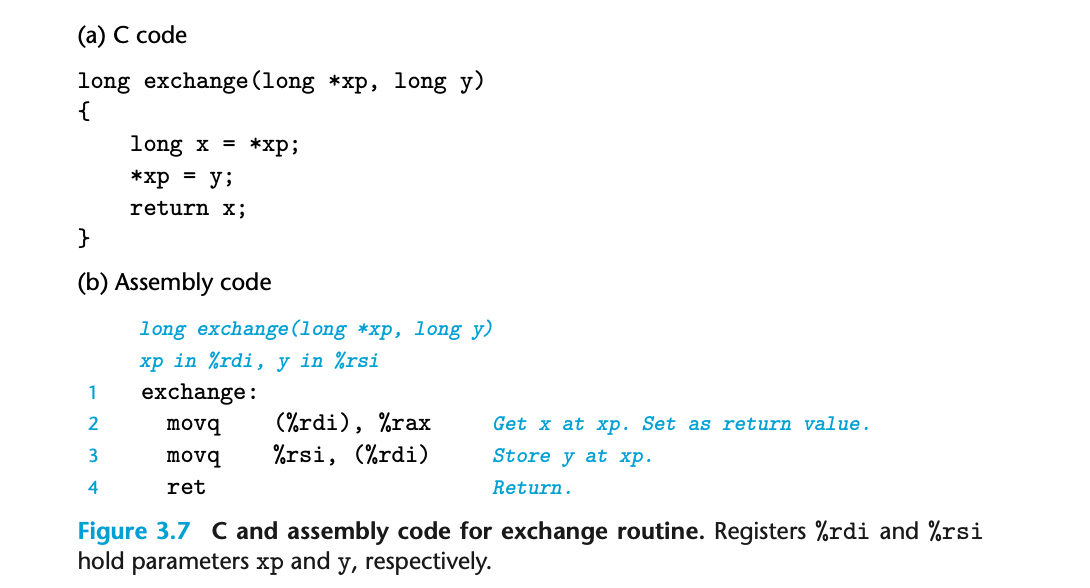 (a) C code
long exchange(long *xp, long y)
{
    long x = *xp;
    *xp = y;
    return x;
}
(b) Assembly code
long exchange(long *xp, long y)
xp in %rdi, y in %rsi
1 exchange:
2 movq (%rdi), %rax Get x at xp. Set as return value.
3 movq %rsi, (%rdi) Store y at xp.
4 ret Return.
Figure 3.7 C and assembly code for exchange routine. Registers %rdi and %rsi
hold parameters xp and y, respectively.